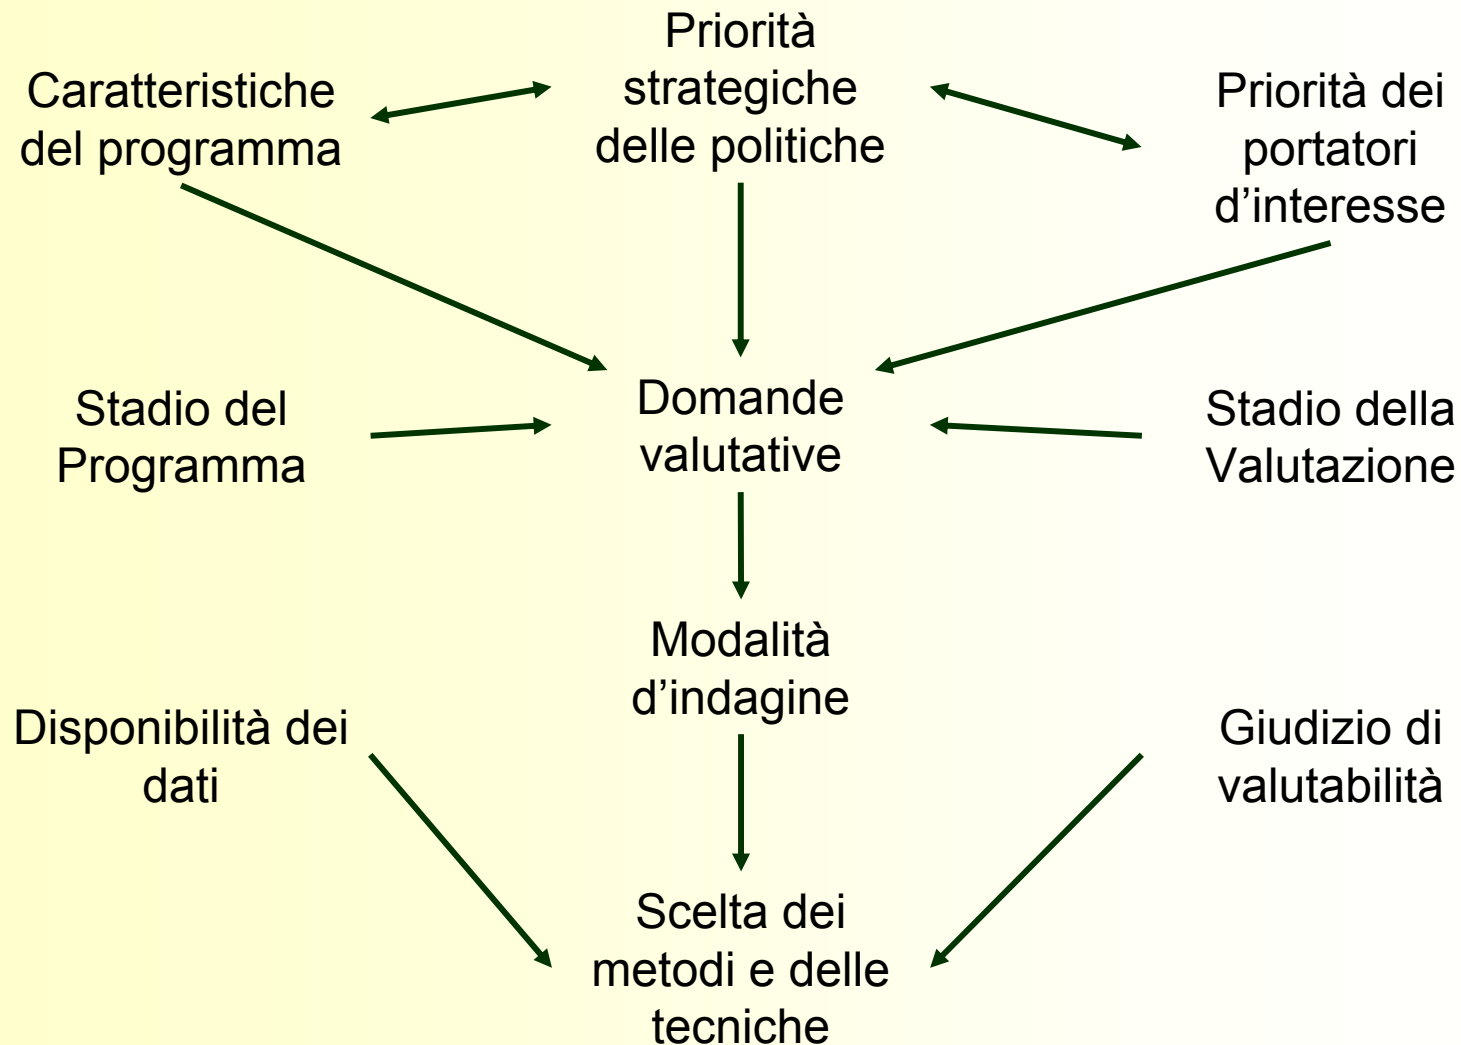 Priorità
strategiche
delle politiche
Caratteristiche
del programma
Priorità dei
portatori
d’interesse
Stadio del
Programma
Domande
valutative
Stadio della
Valutazione
Modalità
d’indagine
Disponibilità dei
dati
Giudizio di
valutabilità
Scelta dei
metodi e delle
tecniche